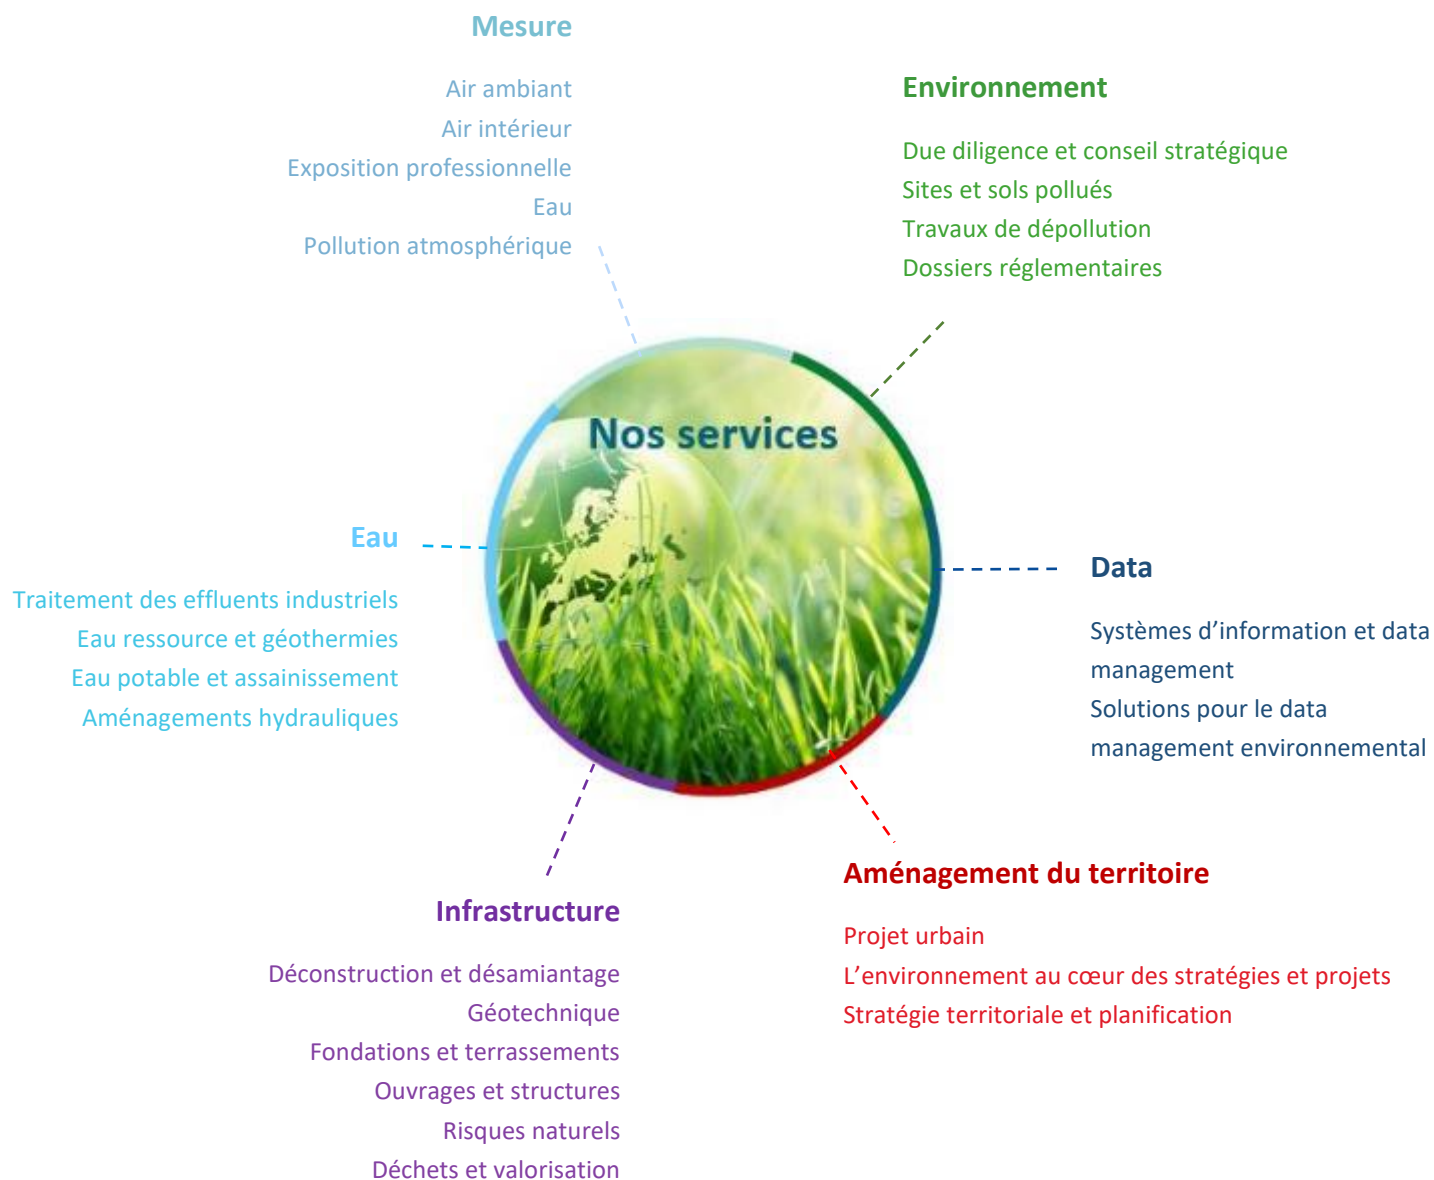 Mesure
Air ambiant
Air intérieur
Exposition professionnelle
Eau
Pollution atmosphérique
Environnement
Due diligence et conseil stratégique
Sites et sols pollués
Travaux de dépollution
Dossiers réglementaires
Nos services
Eau
Traitement des effluents industriels
Eau ressource et géothermies
Eau potable et assainissement
Aménagements hydrauliques
Data
Systèmes d’information et data
management
Solutions pour le data
management environnemental
Infrastructure
Déconstruction et désamiantage
Géotechnique
Fondations et terrassements
Ouvrages et structures
Risques naturels
Déchets et valorisation
Aménagement du territoire
Projet urbain
L’environnement au cœur des stratégies et projets
Stratégie territoriale et planification